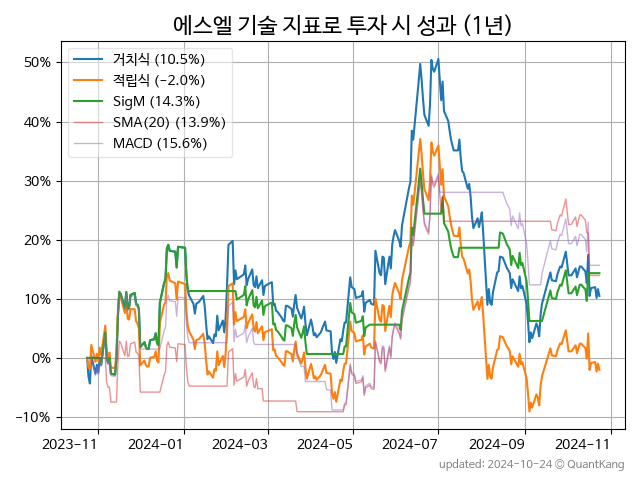 에스엘 기술 지표로 투자 시 성과 (1년)
거치식 (10.5%)
적립식 (-2.0%)
SigM (14.3%)
SMA(20) (13.9%)
MACD (15.6%)
50%
40%
30%
20%
10%
0%
-10%
2023-11 2024-01 2024-03 2024-05 2024-07 2024-09 2024-11
updated: 2024-10-24 © QuantKang